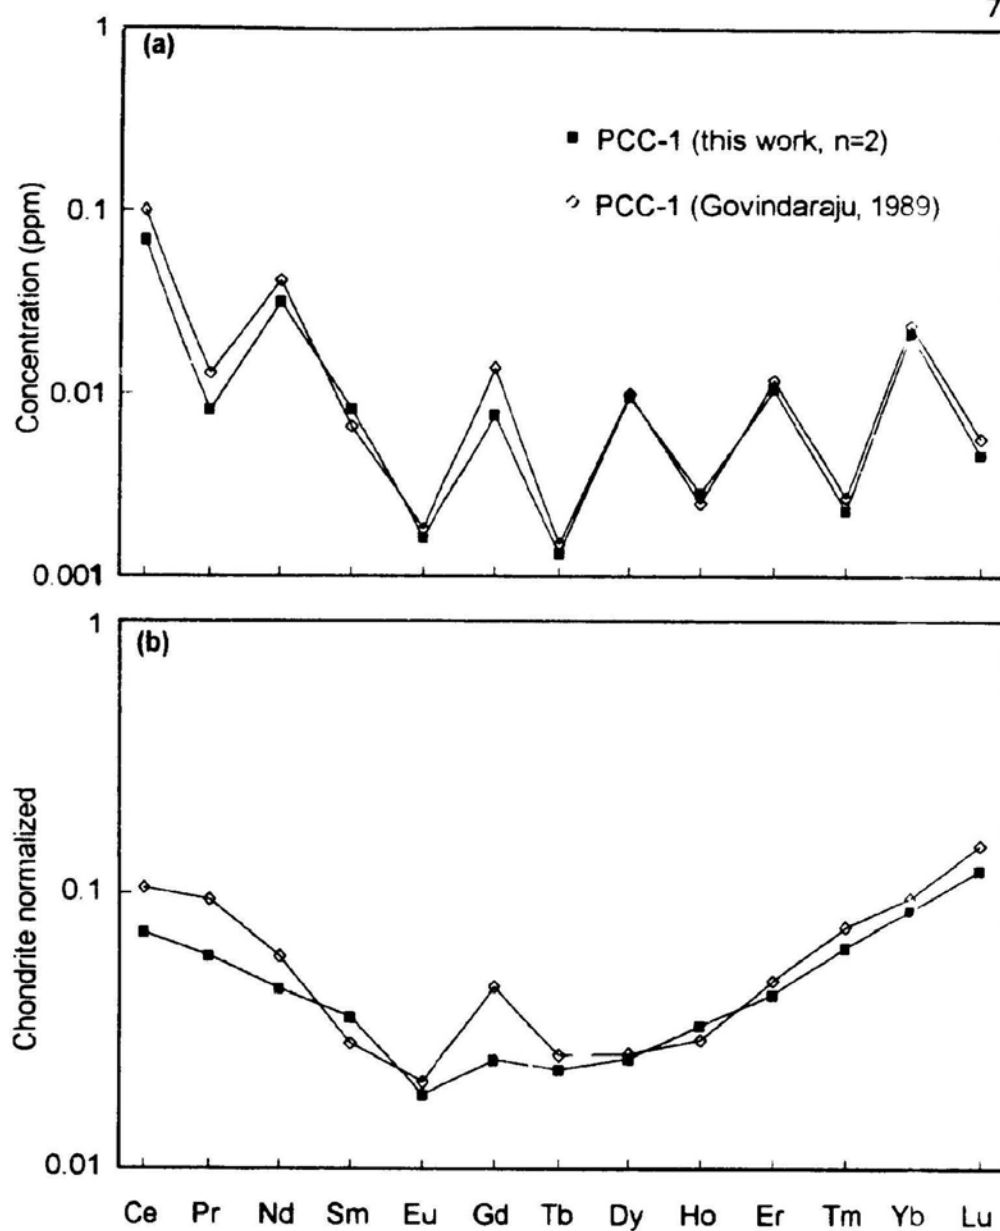 7
1
(a)
■ PCC-1 (this work, n=2)
◇ PCC-1 (Govindaraju, 1989)
0.1
Concentration (ppm)
0.01
0.001
1
(b)
Chondrite normalized
0.1
0.01
Ce Pr Nd Sm Eu Gd Tb Dy Ho Er Tm Yb Lu